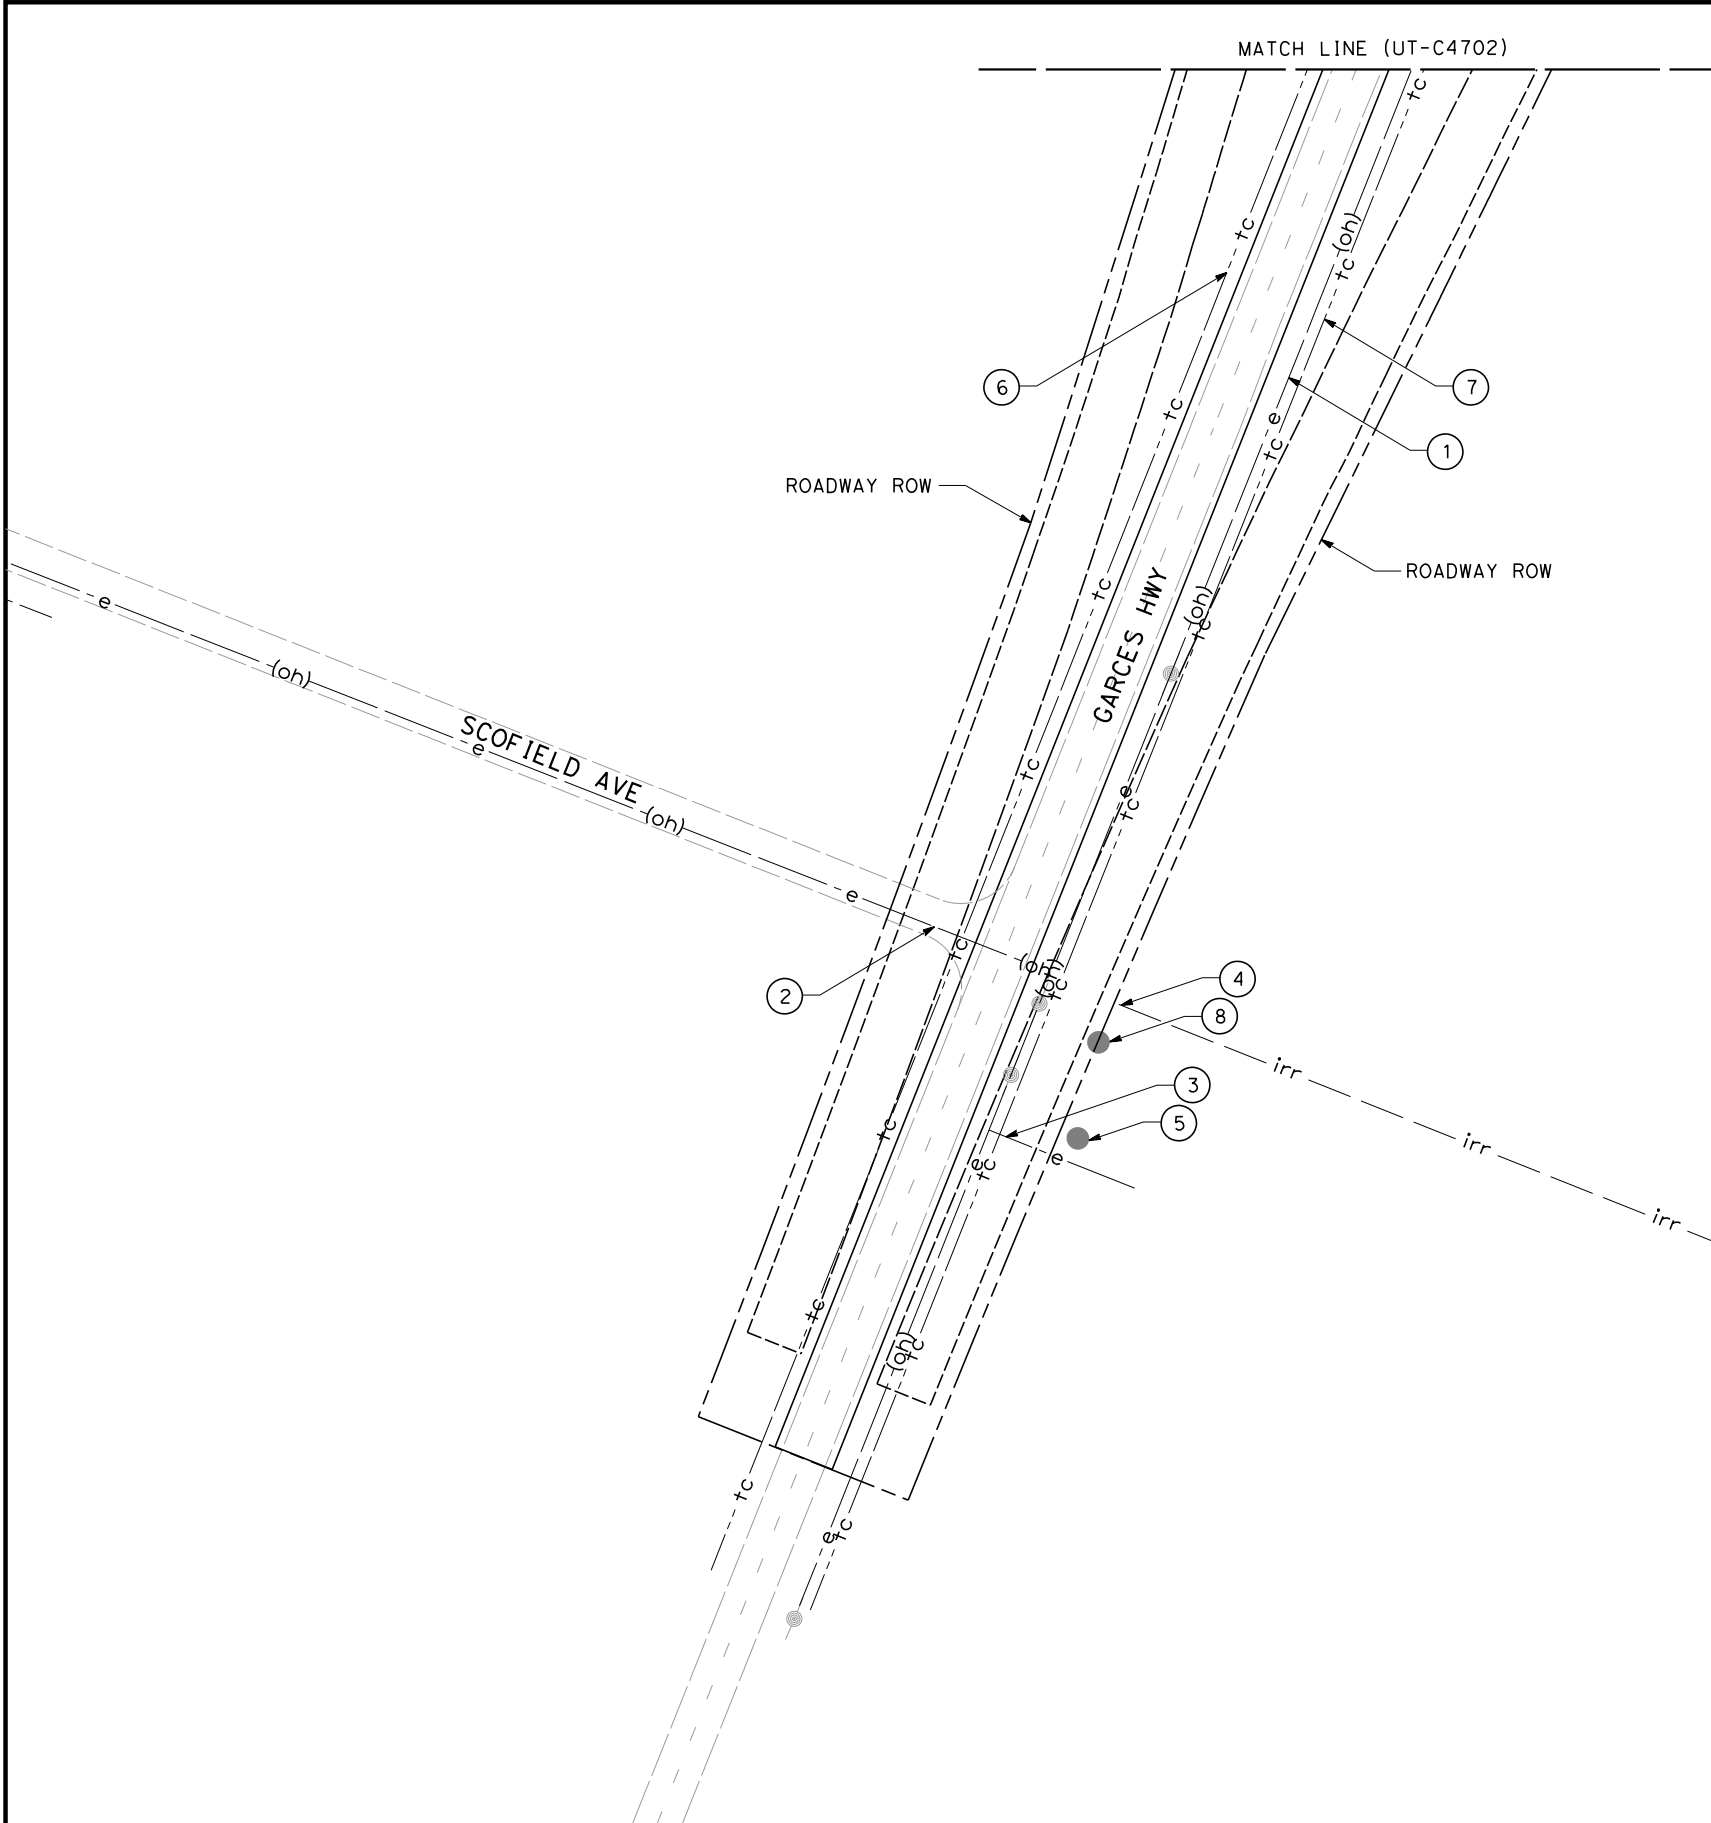 MATCH LINE (UT-C4702)
tc
tc
(oh)
tc
6
7
tc
e
tc
1
ROADWAY ROW
ROADWAY ROW
GARCES HWY
tc
(oh)
tc
e
(oh)
SCOFIELD AVE
e
(oh)
tc
e
tc
e
tc
(oh)
(oh)
tc
2
4
8
irr
3
5
tc
e
tc
e
irr
irr
tc
(oh)
tc
tc
e
tc